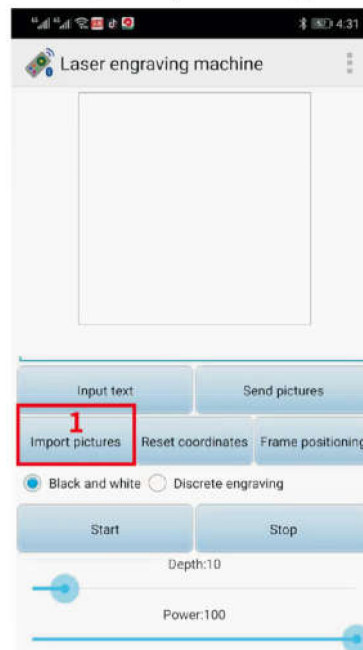 4:31
Laser engraving machine
Input text
Send pictures
1
Import pictures
Reset coordinates
Frame positioning
Black and white
Discrete engraving
Start
Stop
Depth:10
Power:100